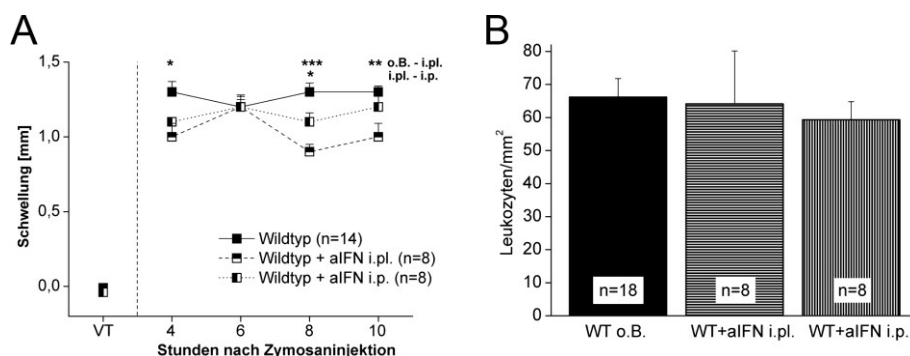 A
Schwellung [mm]
1,5
1,0
0,5
0,0
* *** ** o.B. - i.pl.
* i.pl. - i.p.
Wildtyp (n=14)
Wildtyp + aIFN i.pl. (n=8)
Wildtyp + aIFN i.p. (n=8)
VT 4 6 8 10
Stunden nach Zymosaninjektion
B
Leukozyten/mm²
80
70
60
50
40
30
20
10
0
n=18 n=8 n=8
WT o.B. WT+aIFN i.pl. WT+aIFN i.p.